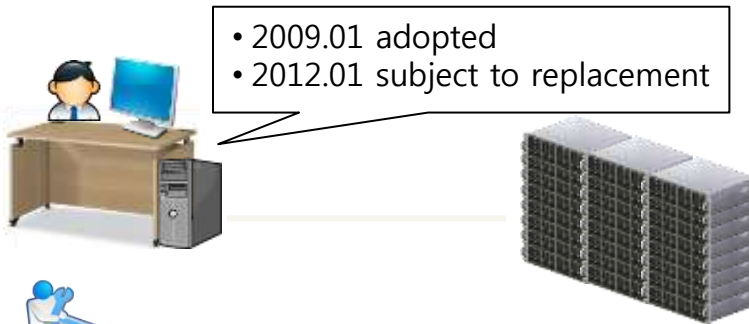 • 2009.01 adopted
• 2012.01 subject to replacement